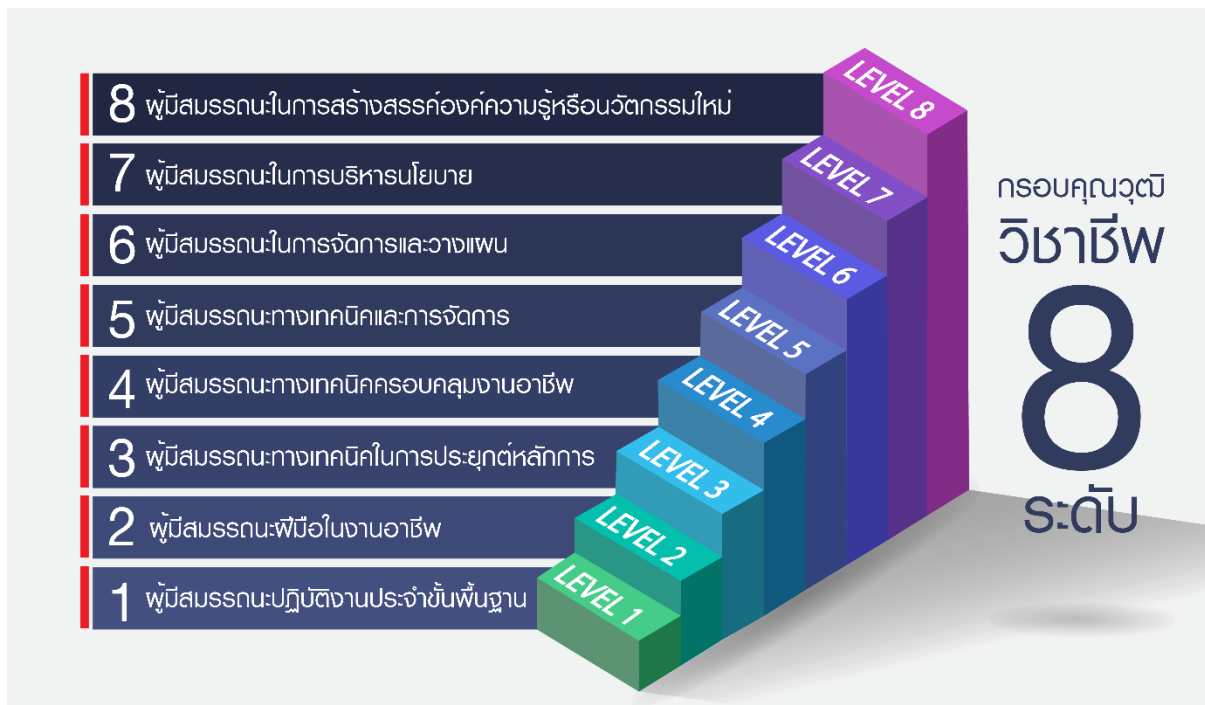 8 ผู้มีสมรรถนะในการสร้างสรรค์องค์ความรู้หรือนวัตกรรมใหม่
7 ผู้มีสมรรถนะในการบริหารนโยบาย
6 ผู้มีสมรรถนะในการจัดการและวางแผน
5 ผู้มีสมรรถนะทางเทคนิคและการจัดการ
4 ผู้มีสมรรถนะทางเทคนิคครอบคลุมงานอาชีพ
3 ผู้มีสมรรถนะทางเทคนิคในการประยุกต์หลักการ
2 ผู้มีสมรรถนะฝีมือในงานอาชีพ
1 ผู้มีสมรรถนะปฏิบัติงานประจำขั้นพื้นฐาน
LEVEL 8
LEVEL 7
LEVEL 6
LEVEL 5
LEVEL 4
LEVEL 3
LEVEL 2
LEVEL 1
กรอบคุณวุฒิ
วิชาชีพ
8
ระดับ